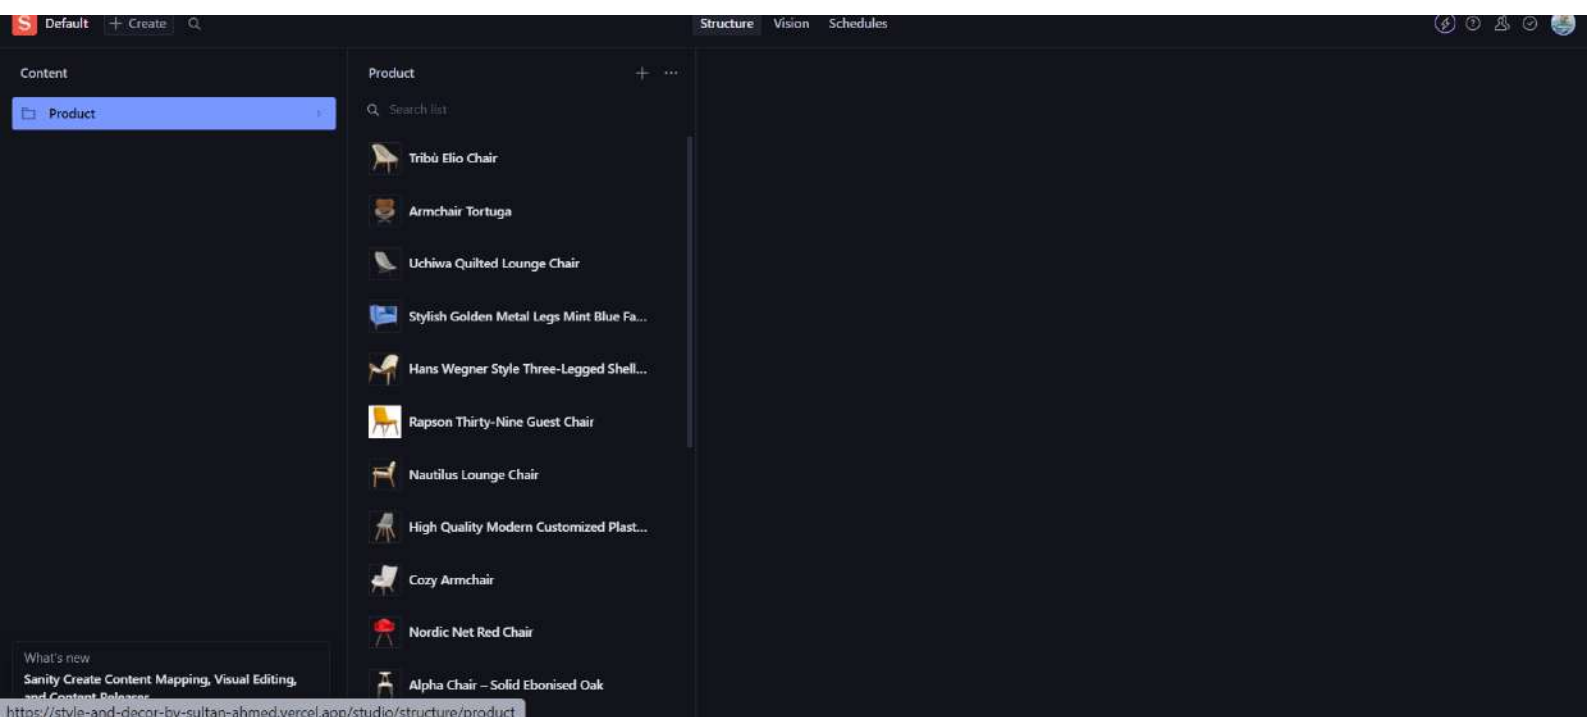 S Default + Create Structure Vision Schedules
Content
Product
Product
Search list
Tribù Elio Chair
Armchair Tortuga
Uchiwa Quilted Lounge Chair
Stylish Golden Metal Legs Mint Blue Fa...
Hans Wegner Style Three-Legged Shell...
Rapson Thirty-Nine Guest Chair
Nautilus Lounge Chair
High Quality Modern Customized Plast...
Cozy Armchair
Nordic Net Red Chair
Alpha Chair – Solid Ebonised Oak
What's new
Sanity Create Content Mapping, Visual Editing,
and Content Releases
https://style-and-decor-by-sultan-ahmed.vercel.app/studio/structure/product